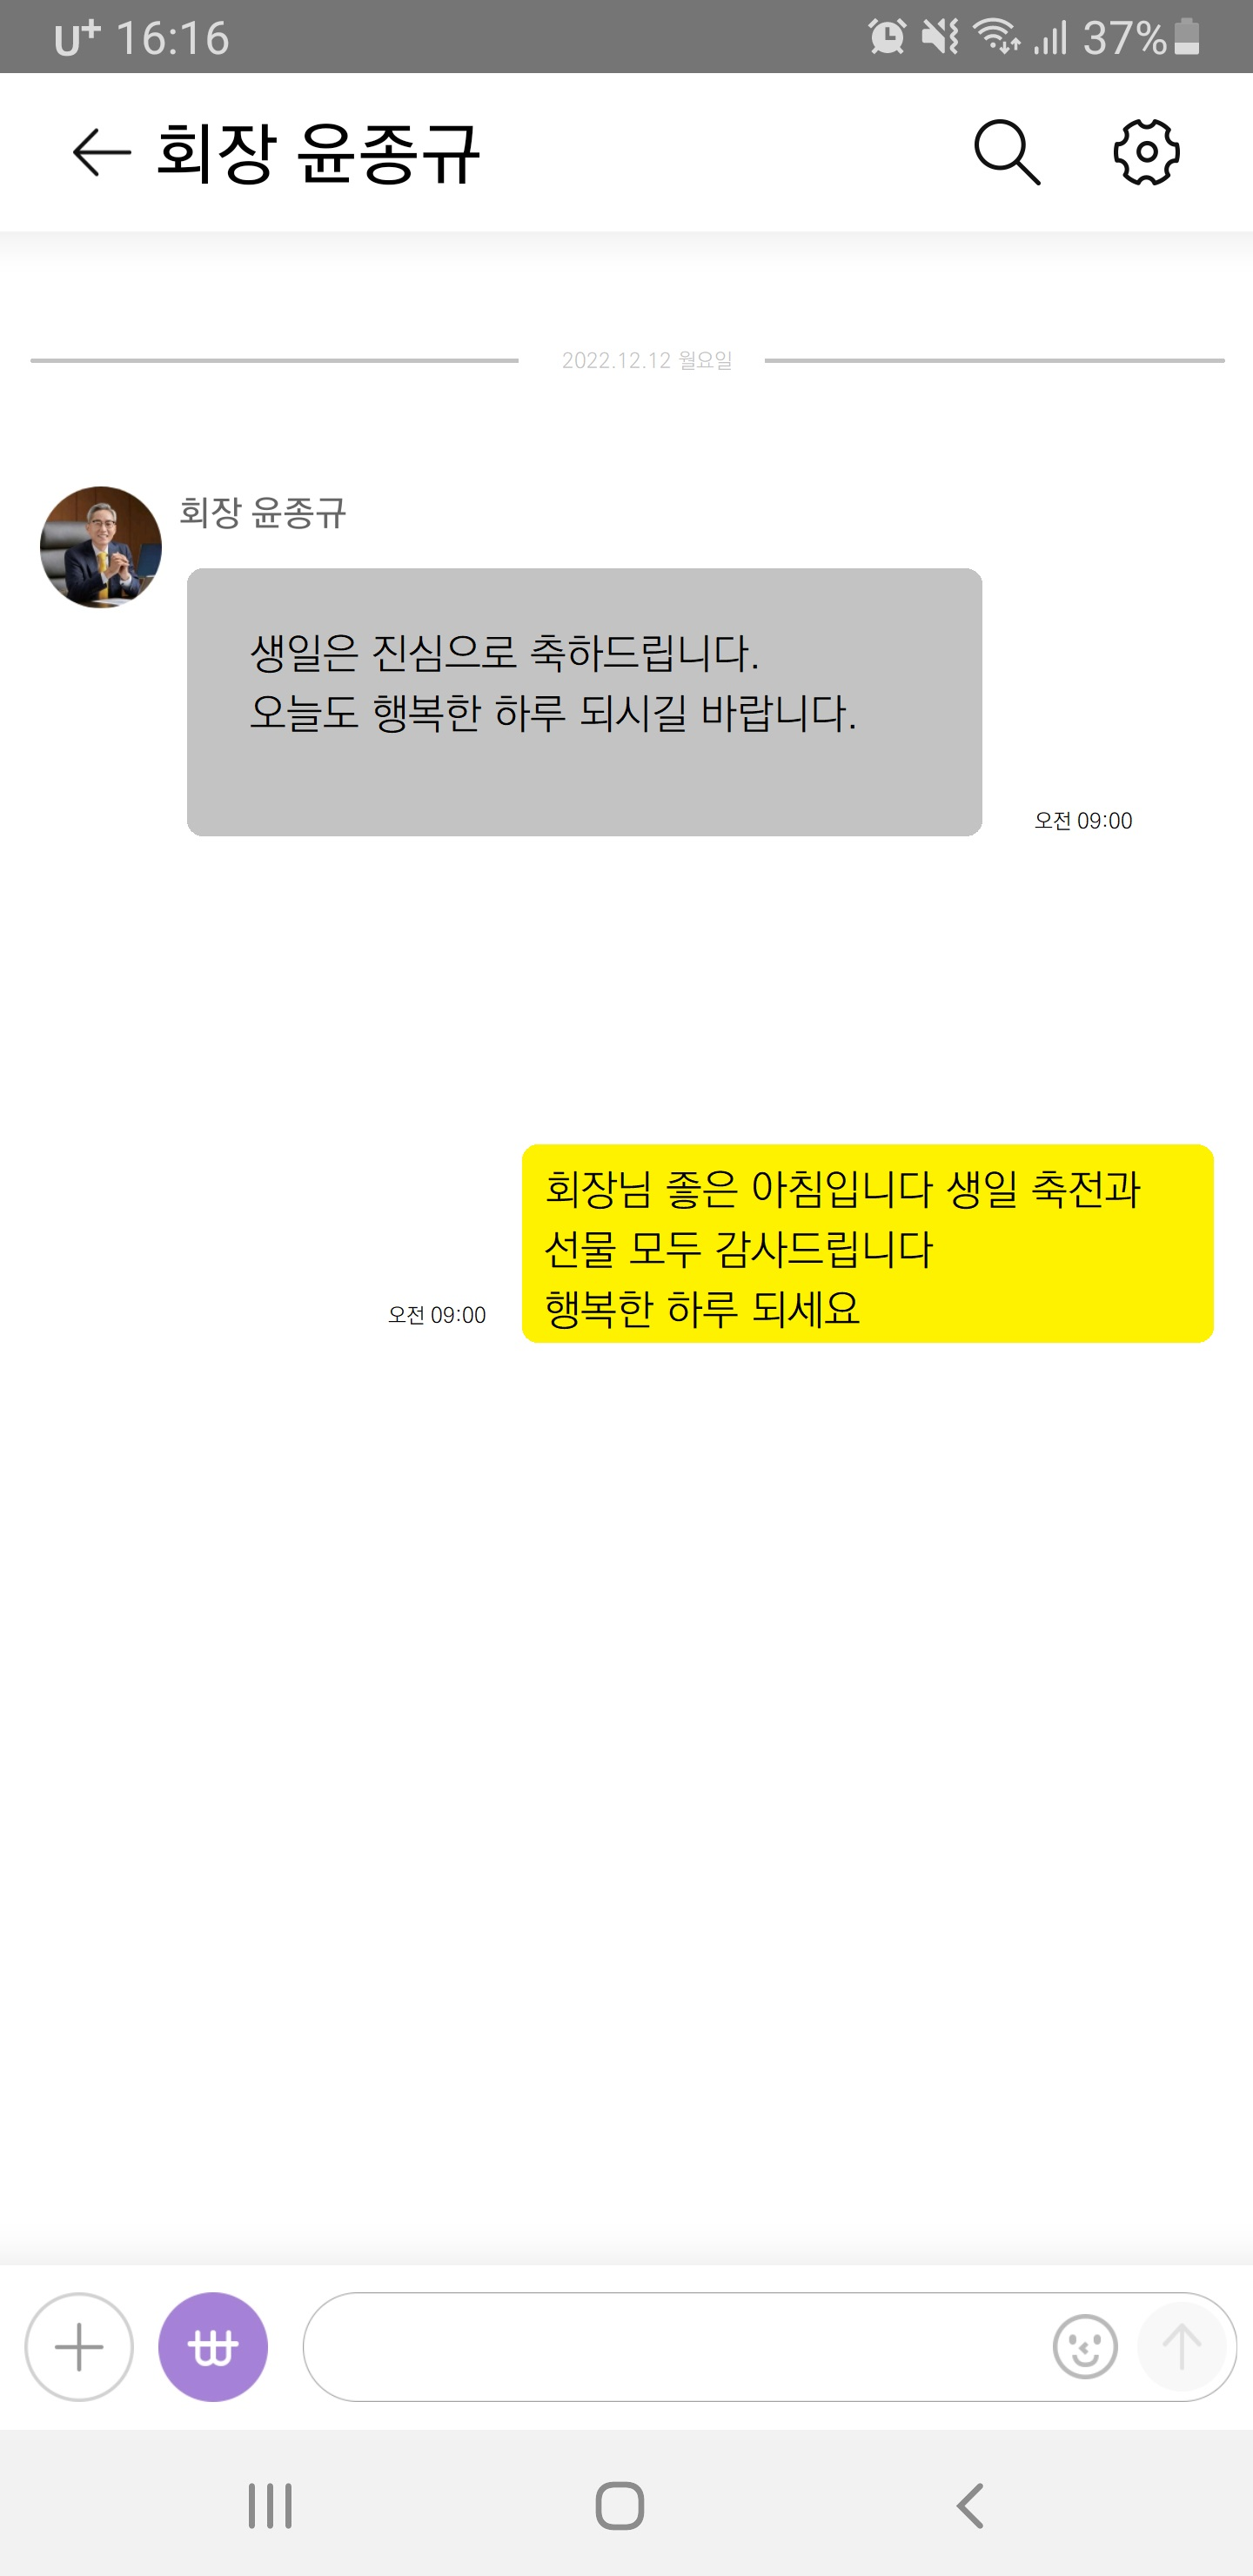 U+ 16:16 37%
회장 윤종규
2022.12.12 월요일
회장 윤종규
생일은 진심으로 축하드립니다.
오늘도 행복한 하루 되시길 바랍니다.
오전 09:00
회장님 좋은 아침입니다 생일 축전과
선물 모두 감사드립니다
행복한 하루 되세요
오전 09:00